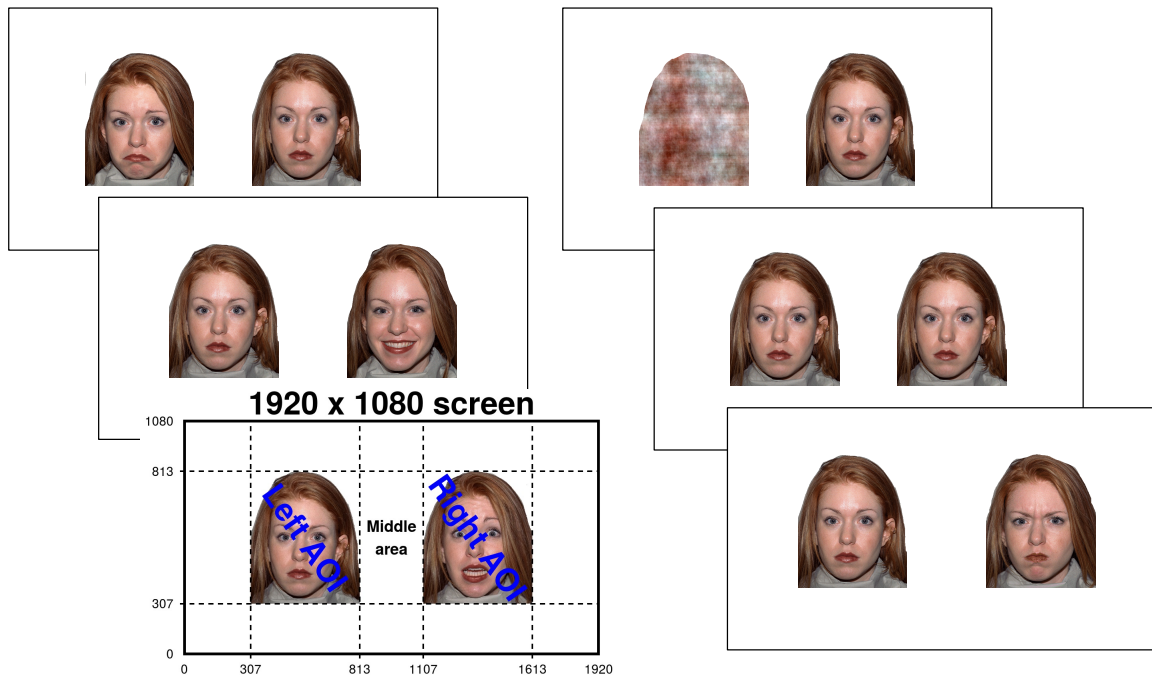 1920 x 1080 screen
1080
813
Left AOI
Right AOI
Middle
area
307
0
0 307 813 1107 1613 1920